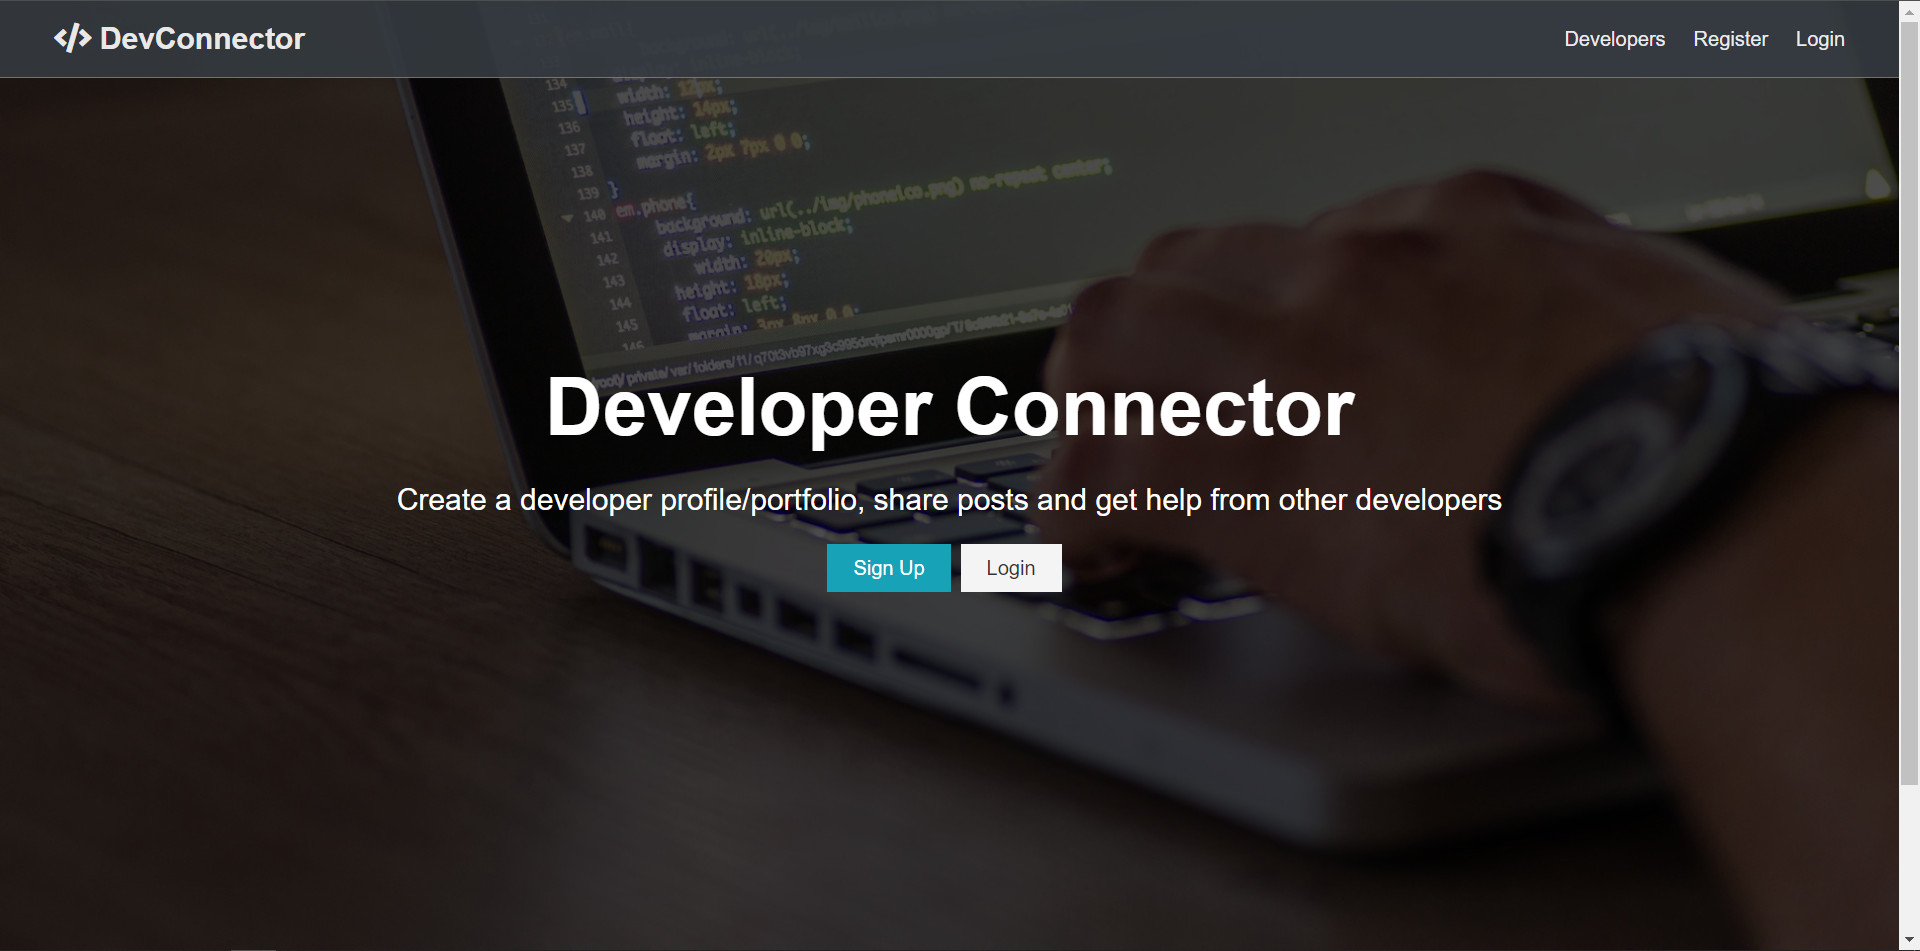 </> DevConnector
Developers Register Login
134
135 width: 12px;
136 height: 14px;
137 float: left;
138 margin: 2px 7px 0 0;
139 }
140 em.phone{
141 background: url(../img/phoneico.png) no-repeat center;
142 display: inline-block;
143 width: 20px;
144 height: 18px;
145 float: left;
146 margin: 3px 8px 0 0;
Developer Connector
Create a developer profile/portfolio, share posts and get help from other developers
Sign Up Login